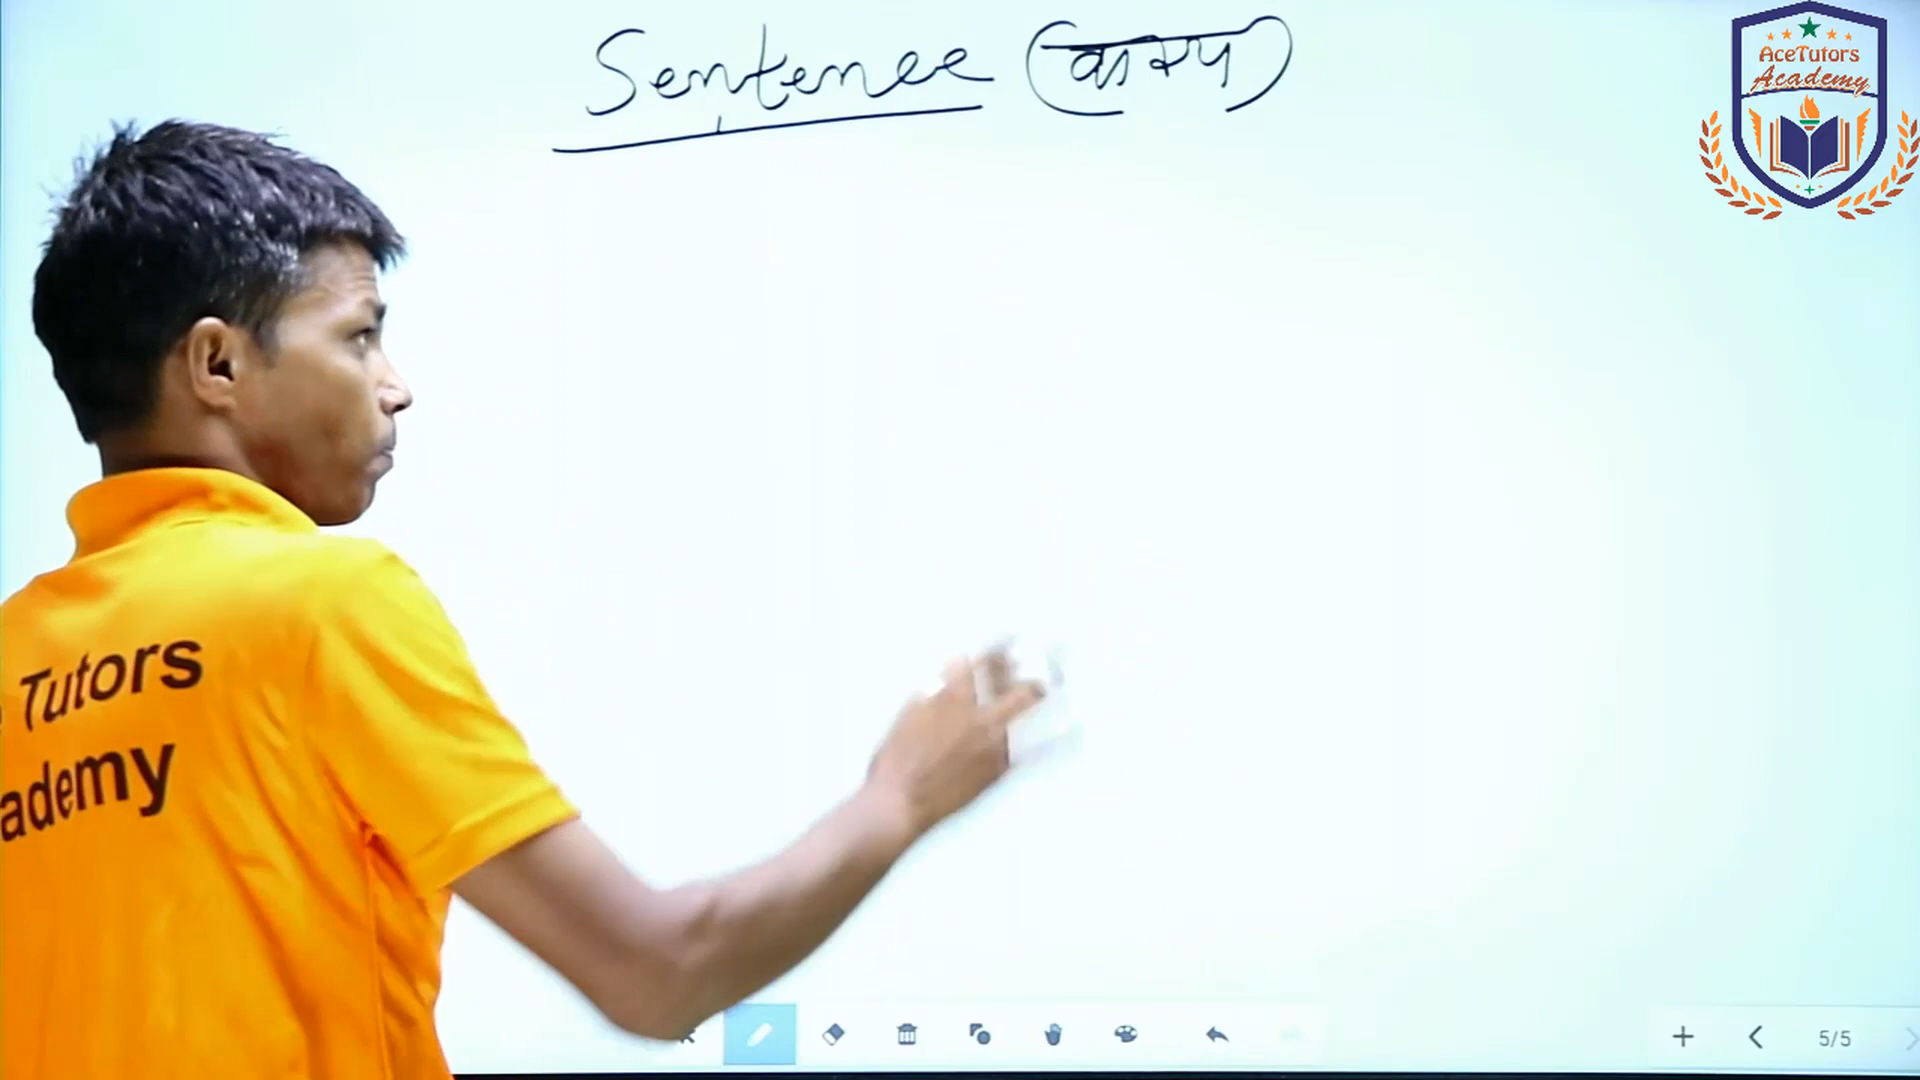 Sentence (वाक्य)
AceTutors
Academy
Tutors
ademy
5/5